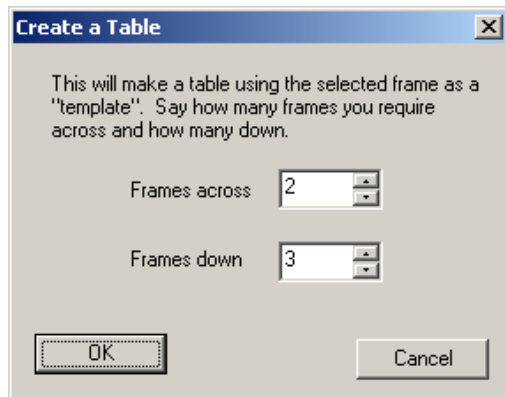 Create a Table
This will make a table using the selected frame as a
"template".  Say how many frames you require
across and how many down.
Frames across 2
Frames down 3
OK Cancel